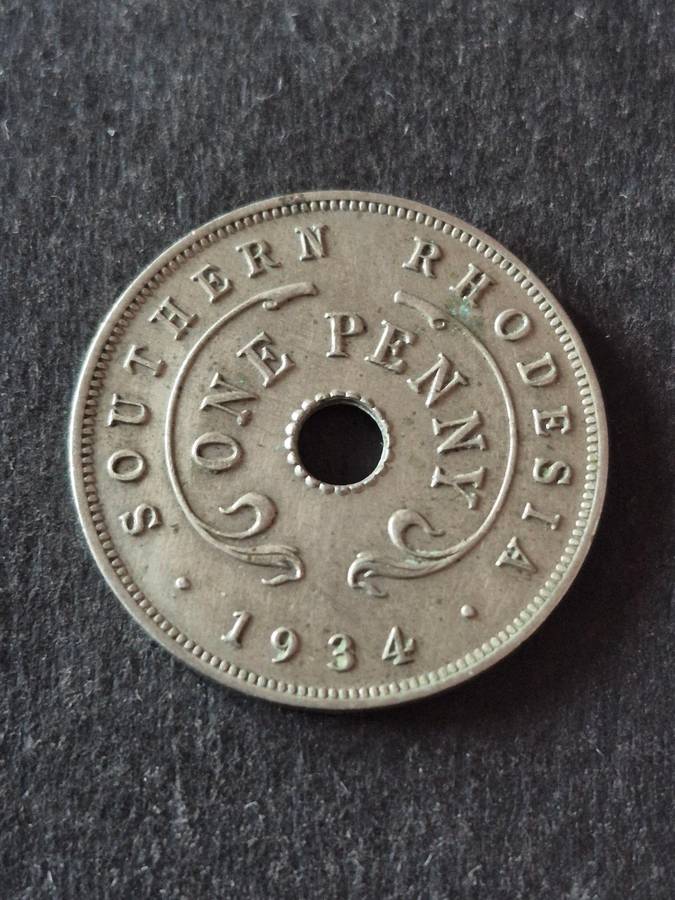 SOUTHERN RHODESIA
ONE PENNY
· 1934 ·